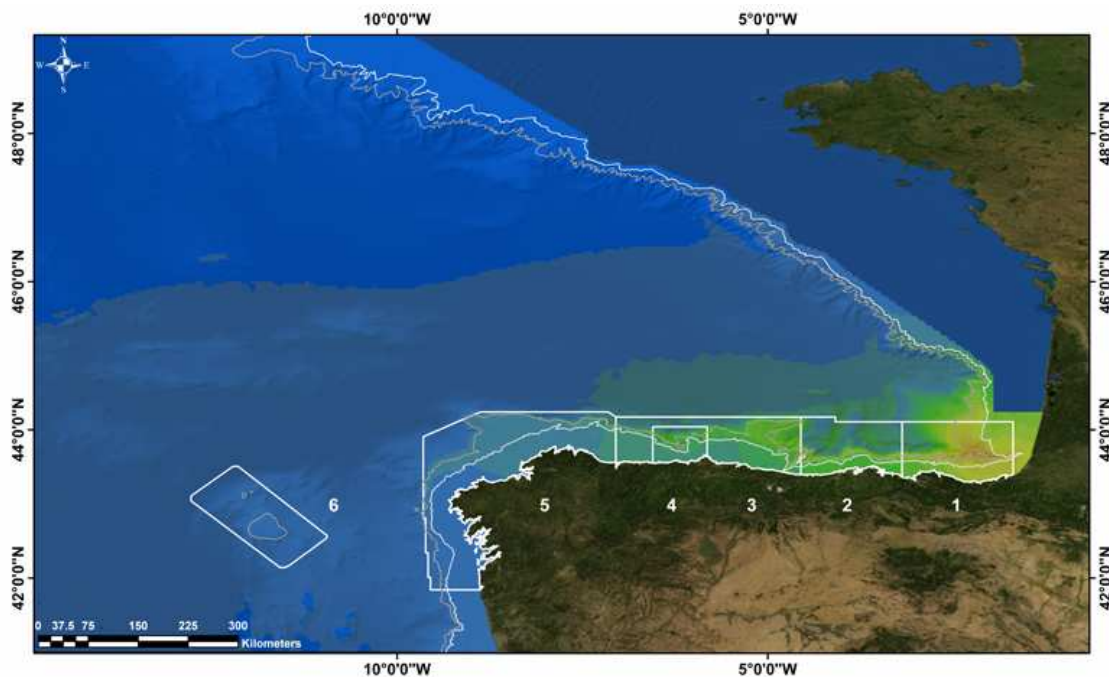 10°0'0"W 5°0'0"W
N
W E
S
48°0'0"N 48°0'0"N
46°0'0"N 46°0'0"N
44°0'0"N 44°0'0"N
6 5 4 3 2 1
42°0'0"N 42°0'0"N
0 37.5 75 150 225 300
Kilometers
10°0'0"W 5°0'0"W